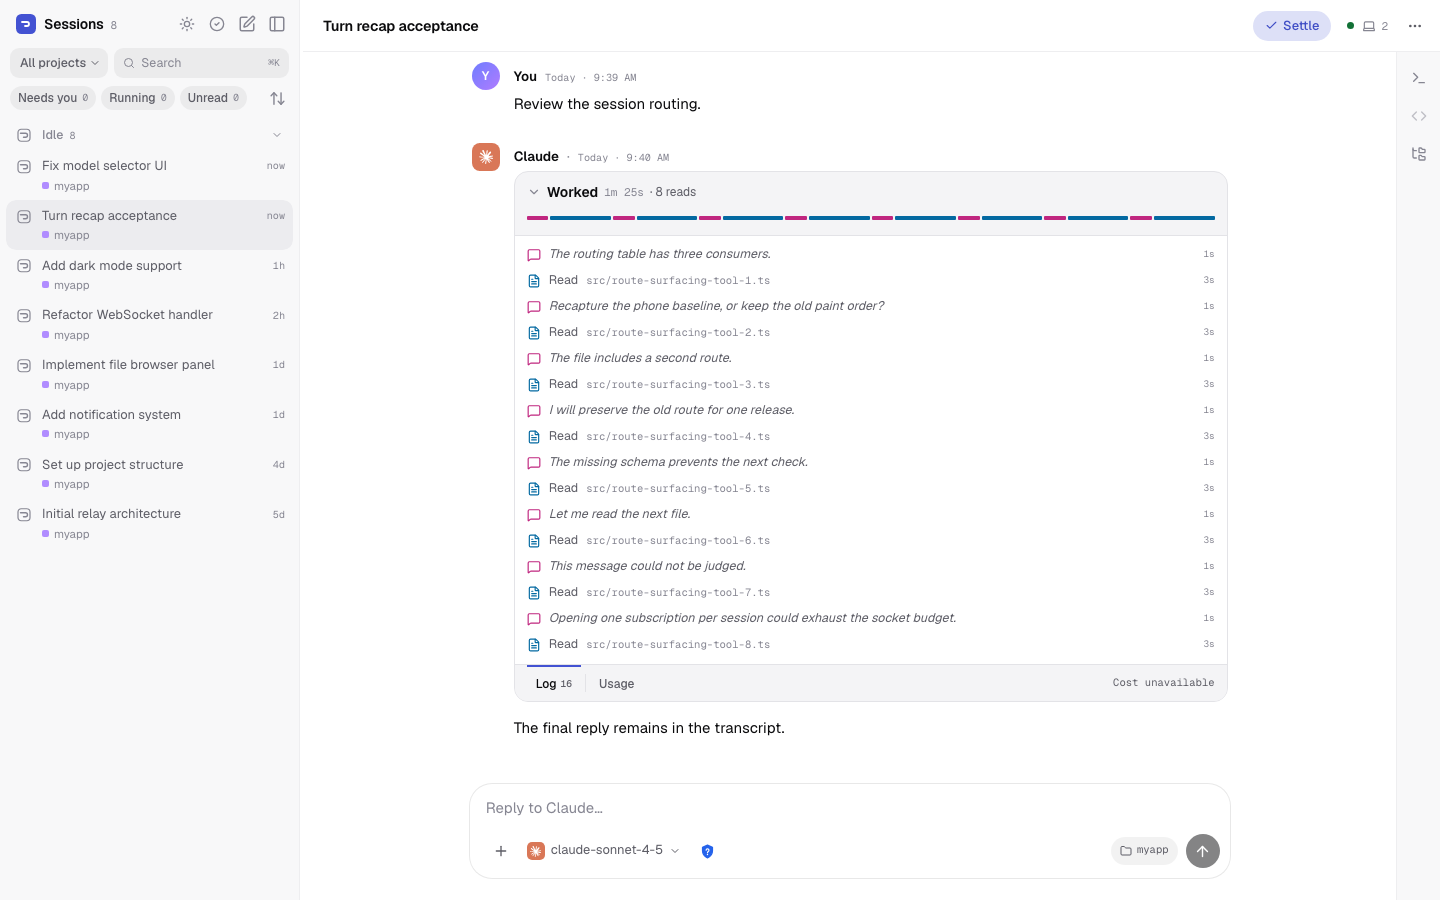 Sessions 8
All projects
Search ⌘K
Needs you 0
Running 0
Unread 0
Idle 8
Fix model selector UI now
myapp
Turn recap acceptance now
myapp
Add dark mode support 1h
myapp
Refactor WebSocket handler 2h
myapp
Implement file browser panel 1d
myapp
Add notification system 1d
myapp
Set up project structure 4d
myapp
Initial relay architecture 5d
myapp
Turn recap acceptance
Settle
2
Y
You Today · 9:39 AM
Review the session routing.
Claude · Today · 9:40 AM
Worked 1m 25s · 8 reads
The routing table has three consumers. 1s
Read src/route-surfacing-tool-1.ts 3s
Recapture the phone baseline, or keep the old paint order? 1s
Read src/route-surfacing-tool-2.ts 3s
The file includes a second route. 1s
Read src/route-surfacing-tool-3.ts 3s
I will preserve the old route for one release. 1s
Read src/route-surfacing-tool-4.ts 3s
The missing schema prevents the next check. 1s
Read src/route-surfacing-tool-5.ts 3s
Let me read the next file. 1s
Read src/route-surfacing-tool-6.ts 3s
This message could not be judged. 1s
Read src/route-surfacing-tool-7.ts 3s
Opening one subscription per session could exhaust the socket budget. 1s
Read src/route-surfacing-tool-8.ts 3s
Log 16
Usage
Cost unavailable
The final reply remains in the transcript.
Reply to Claude…
claude-sonnet-4-5
myapp